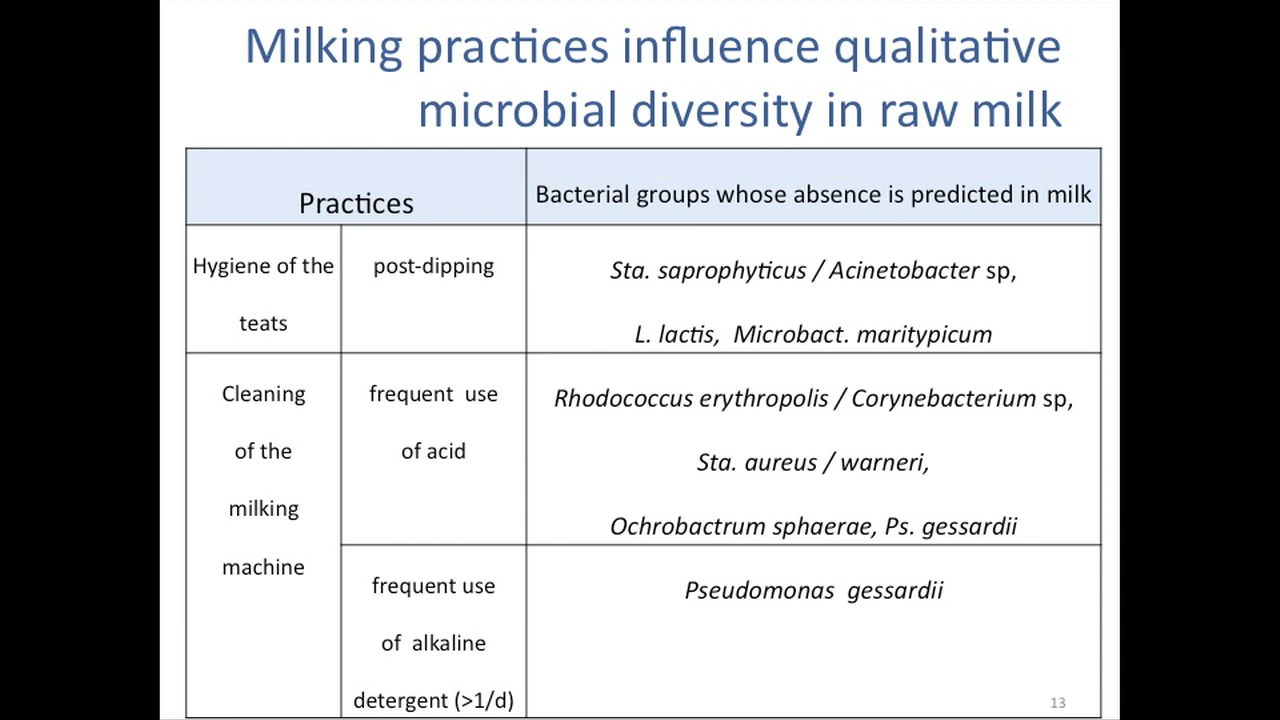 Milking practices influence qualitative
microbial diversity in raw milk
Practices
Bacterial groups whose absence is predicted in milk
Hygiene of the
teats
post-dipping
Sta. saprophyticus / Acinetobacter sp,
L. lactis, Microbact. maritypicum
Cleaning
of the
milking
machine
frequent use
of acid
Rhodococcus erythropolis / Corynebacterium sp,
Sta. aureus / warneri,
Ochrobactrum sphaerae, Ps. gessardii
frequent use
of alkaline
detergent (>1/d)
Pseudomonas gessardii
13